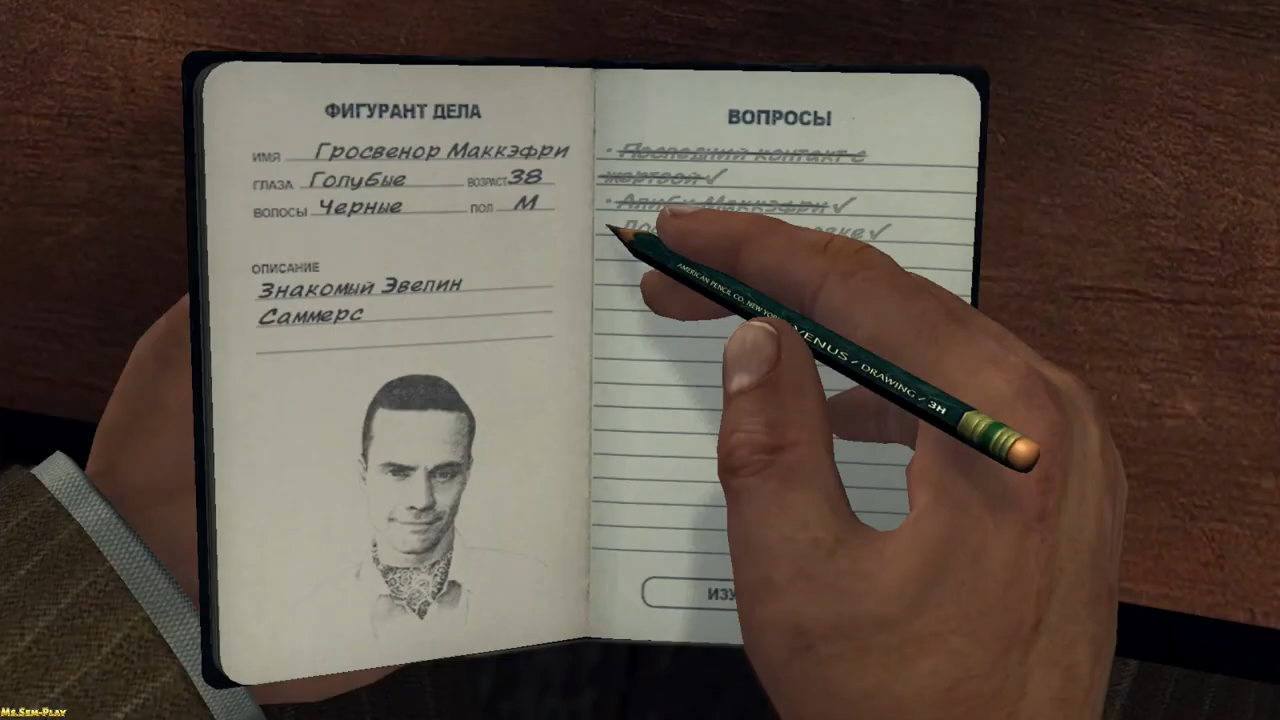 ФИГУРАНТ ДЕЛА
ИМЯ Гросвенор Маккэфри
ГЛАЗА Голубые ВОЗРАСТ 38
ВОЛОСЫ Черные ПОЛ М
ОПИСАНИЕ
Знакомый Эвелин
Саммерс
ВОПРОСЫ
· Последний контакт с
жертвой ✓
· Алиби Маккэфри ✓
AMERICAN PENCIL CO. NEW YORK VENUS / DRAWING / 3H
Ms.Sem-Play